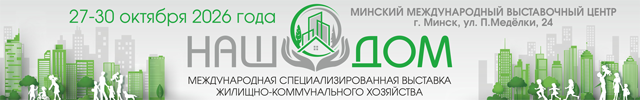 27-30 октября 2026 года
МИНСКИЙ МЕЖДУНАРОДНЫЙ ВЫСТАВОЧНЫЙ ЦЕНТР
г. Минск, ул. П.Медёлки, 24
НАШ ДОМ
МЕЖДУНАРОДНАЯ СПЕЦИАЛИЗИРОВАННАЯ ВЫСТАВКА
ЖИЛИЩНО-КОММУНАЛЬНОГО ХОЗЯЙСТВА